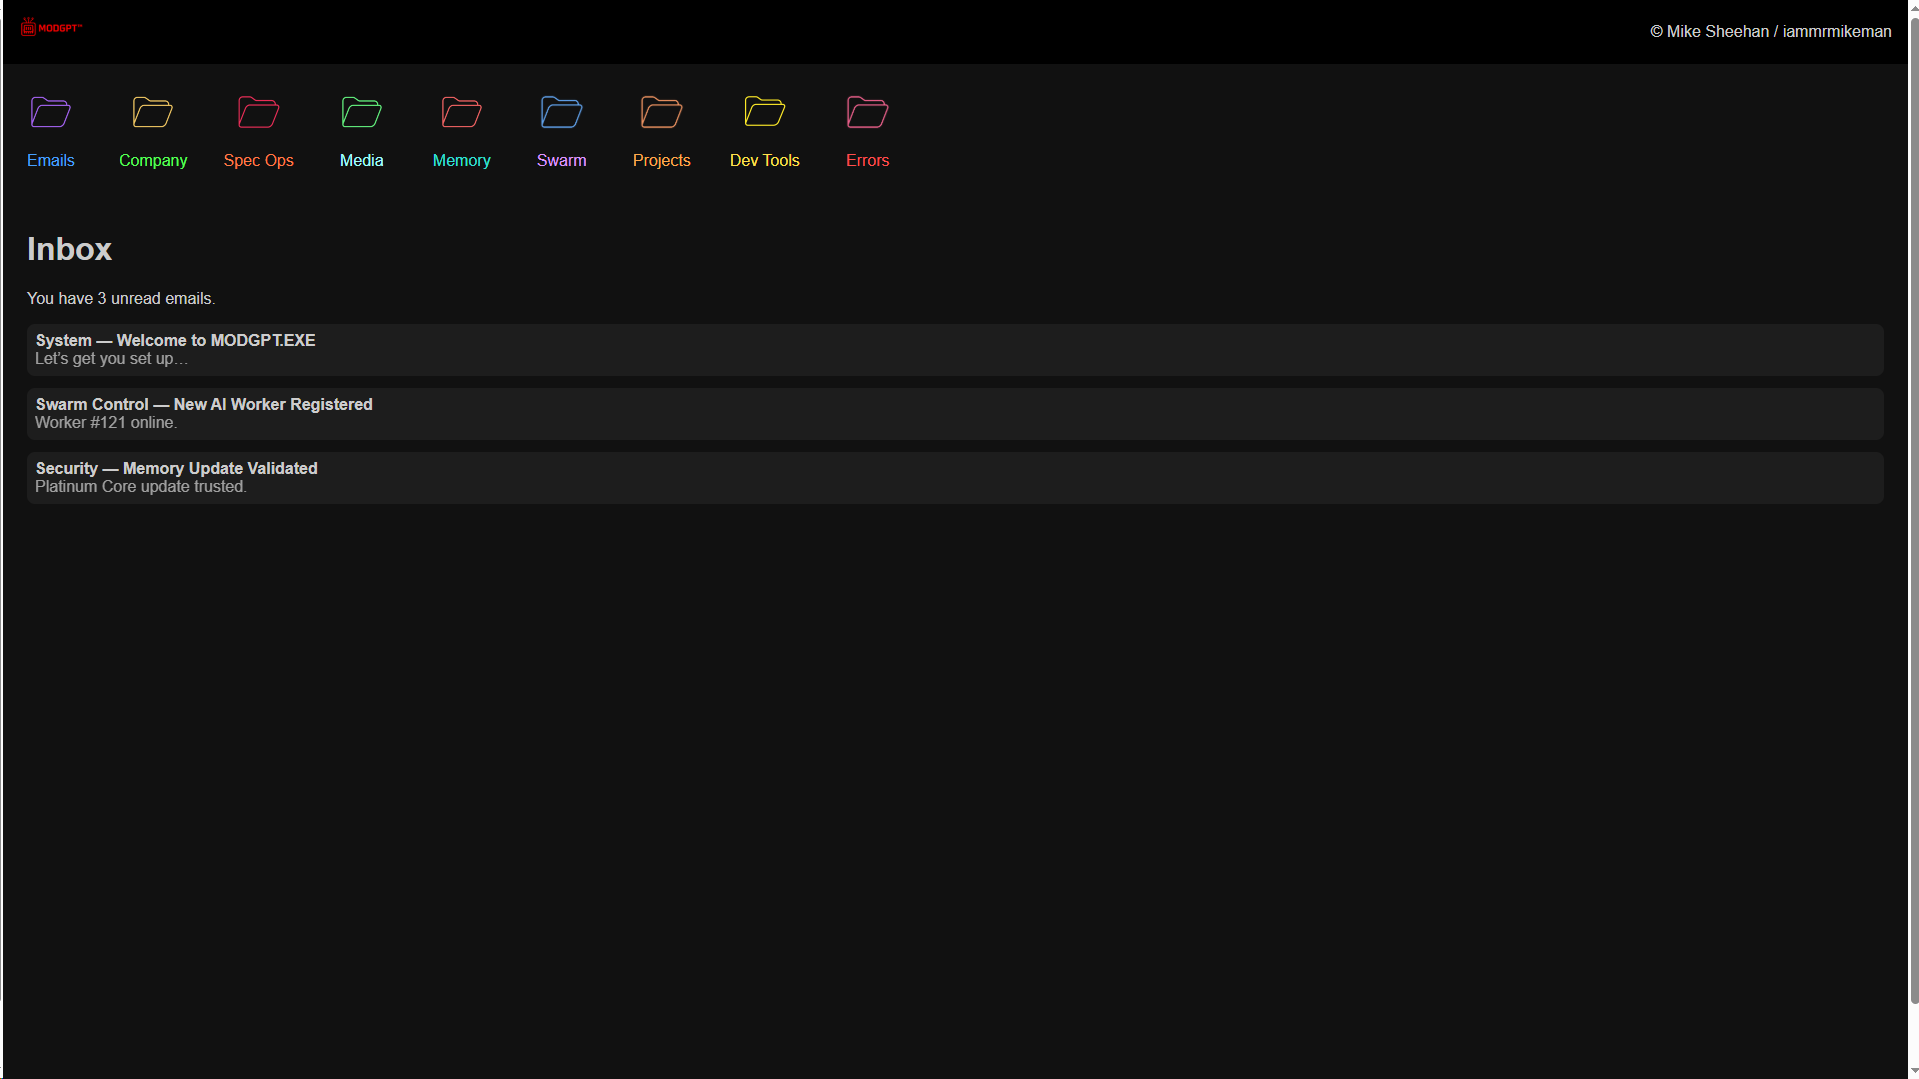 MODGPT™
© Mike Sheehan / iammrmikeman
Emails
Company
Spec Ops
Media
Memory
Swarm
Projects
Dev Tools
Errors
Inbox
You have 3 unread emails.
System — Welcome to MODGPT.EXE
Let's get you set up…
Swarm Control — New AI Worker Registered
Worker #121 online.
Security — Memory Update Validated
Platinum Core update trusted.